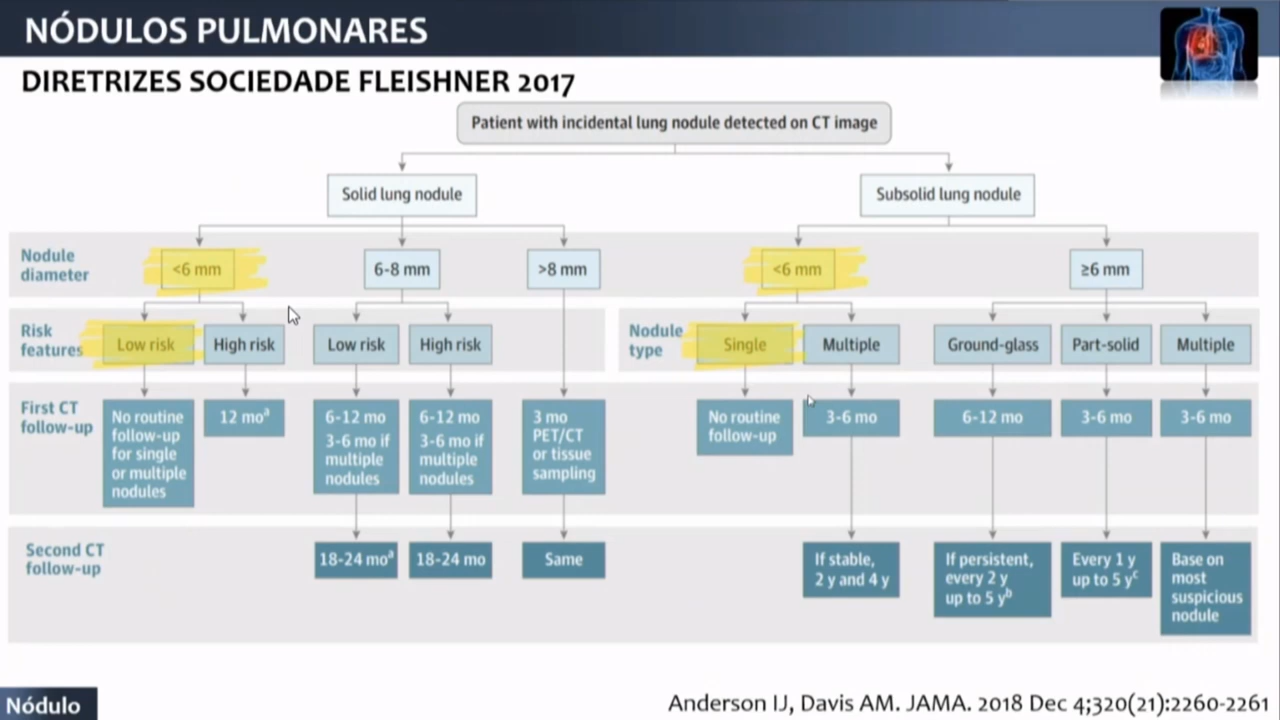 NÓDULOS PULMONARES
DIRETRIZES SOCIEDADE FLEISHNER 2017
Patient with incidental lung nodule detected on CT image
Solid lung nodule
Subsolid lung nodule
Nodule
diameter
<6 mm
6-8 mm
>8 mm
<6 mm
≥6 mm
Risk
features
Low risk
High risk
Low risk
High risk
Nodule
type
Single
Multiple
Ground-glass
Part-solid
Multiple
First CT
follow-up
No routine
follow-up
for single
or multiple
nodules
12 moᵃ
6-12 mo
3-6 mo if
multiple
nodules
6-12 mo
3-6 mo if
multiple
nodules
3 mo
PET/CT
or tissue
sampling
No routine
follow-up
3-6 mo
6-12 mo
3-6 mo
3-6 mo
Second CT
follow-up
18-24 moᵃ
18-24 mo
Same
If stable,
2 y and 4 y
If persistent,
every 2 y
up to 5 yᵇ
Every 1 y
up to 5 yᶜ
Base on
most
suspicious
nodule
Nódulo
Anderson IJ, Davis AM. JAMA. 2018 Dec 4;320(21):2260-2261